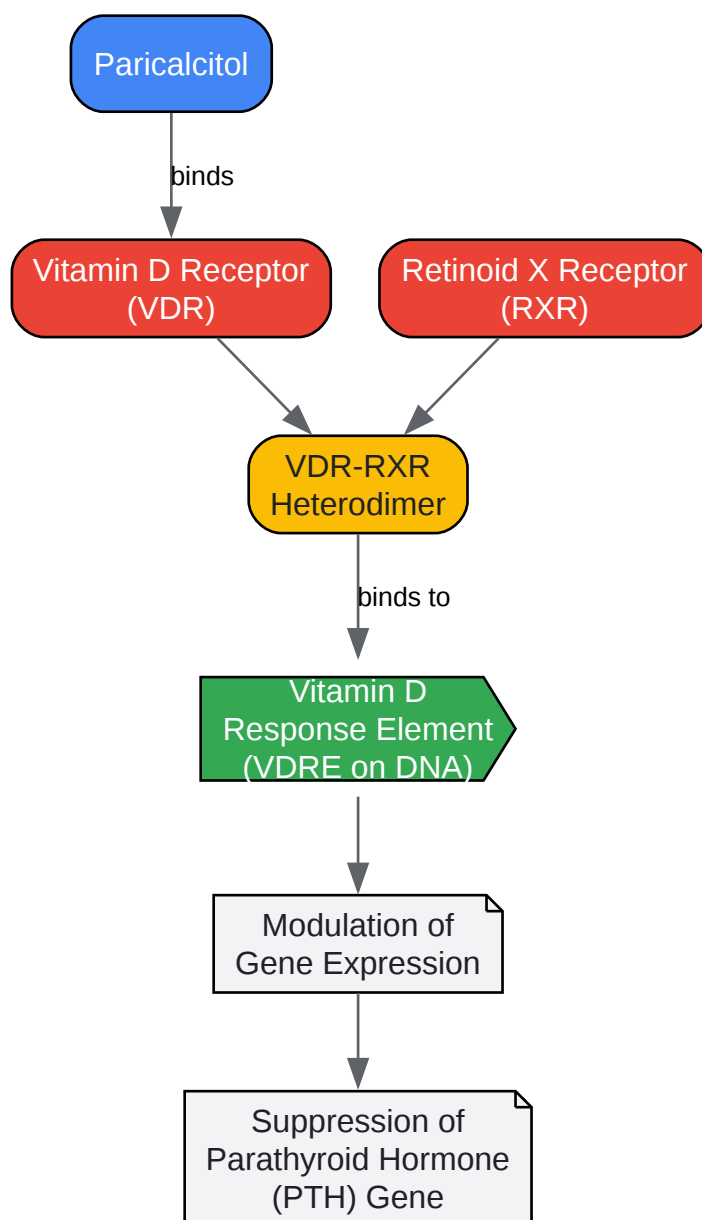 Paricalcitol
binds
Vitamin D Receptor
(VDR)
Retinoid X Receptor
(RXR)
VDR-RXR
Heterodimer
binds to
Vitamin D
Response Element
(VDRE on DNA)
Modulation of
Gene Expression
Suppression of
Parathyroid Hormone
(PTH) Gene